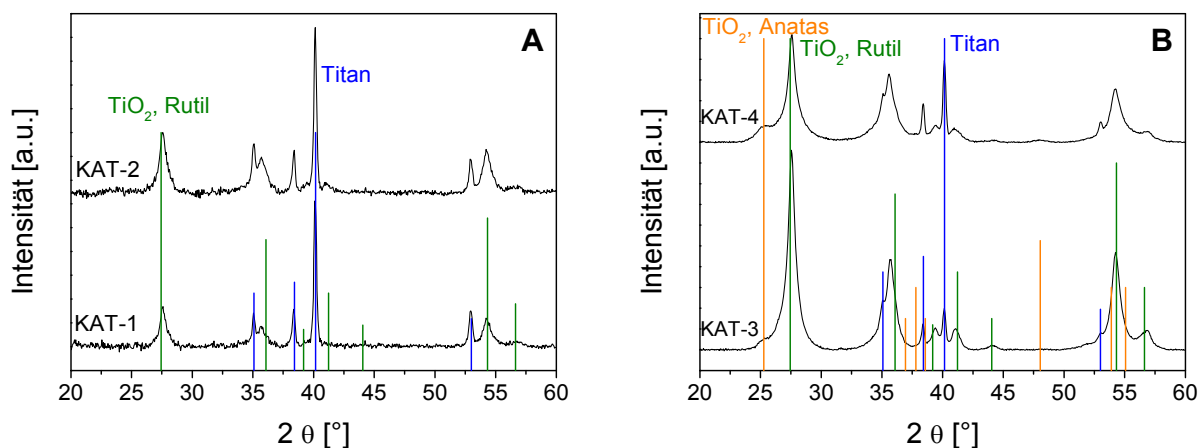 A
Titan
TiO2, Rutil
KAT-2
KAT-1
Intensität [a.u.]
20 25 30 35 40 45 50 55 60
2 θ [°]
TiO2, Anatas
B
TiO2, Rutil
Titan
KAT-4
KAT-3
Intensität [a.u.]
20 25 30 35 40 45 50 55 60
2 θ [°]